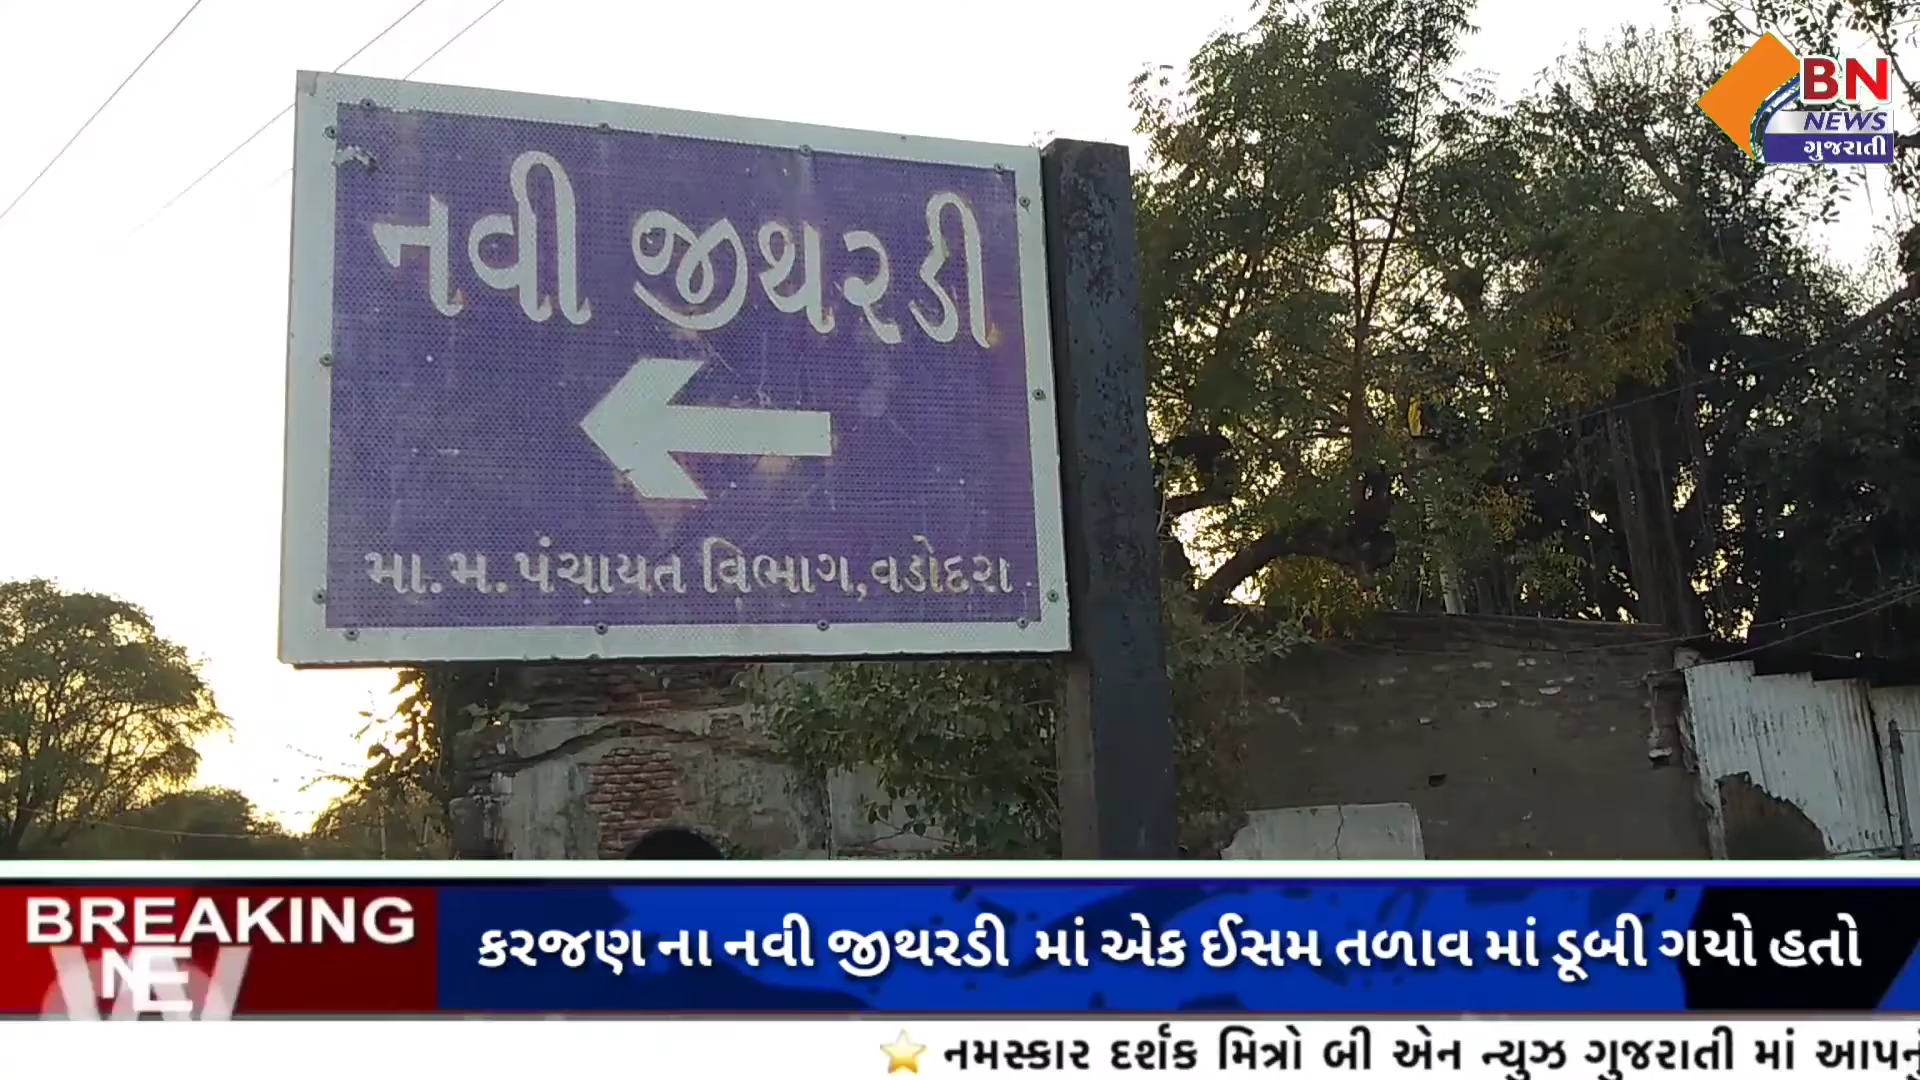 BN
NEWS
ગુજરાતી
નવી જીથરડી
મા.મ.પંચાયત વિભાગ,વડોદરા
BREAKING
NE
કરજણ ના નવી જીથરડી માં એક ઈસમ તળાવ માં ડૂબી ગયો હતો
નમસ્કાર દર્શક મિત્રો બી એન ન્યુઝ ગુજરાતી માં